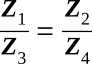 Z₁/Z₃ = Z₂/Z₄